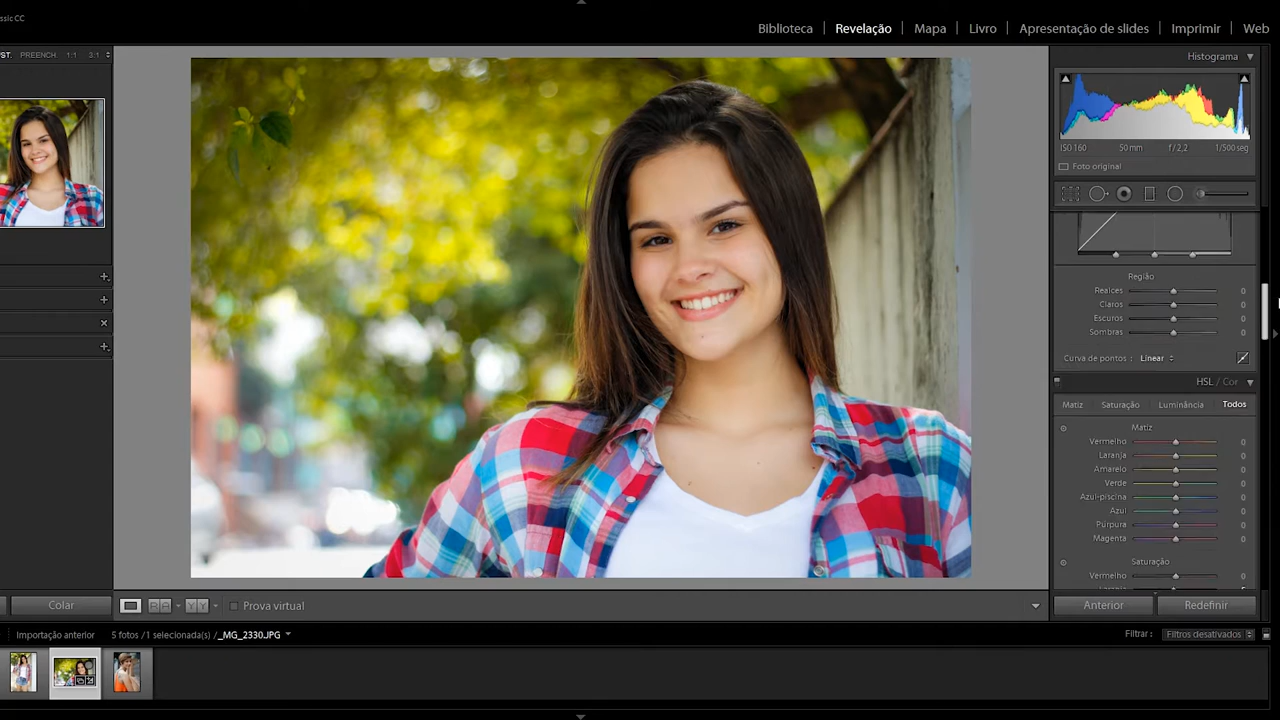 ssic CC
Biblioteca | Revelação | Mapa | Livro | Apresentação de slides | Imprimir | Web
UST. PREENCH. 1:1 3:1
Histograma
ISO 160 50 mm f / 2,2 1/500 seg
Foto original
Região
Realces 0
Claros 0
Escuros 0
Sombras 0
Curva de pontos : Linear
HSL / Cor
Matiz Saturação Luminância Todos
Matiz
Vermelho 0
Laranja 0
Amarelo 0
Verde 0
Azul-piscina 0
Azul 0
Púrpura 0
Magenta 0
Saturação
Vermelho 0
Colar
Prova virtual
Anterior Redefinir
Importação anterior 5 fotos /1 selecionada(s) /_MG_2330.JPG
Filtrar : Filtros desativados